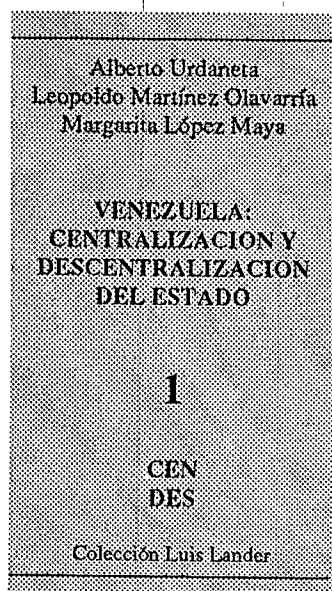 Alberto Urdaneta
Leopoldo Martínez Olavarría
Margarita López Maya
VENEZUELA:
CENTRALIZACION Y
DESCENTRALIZACION
DEL ESTADO
1
CEN
DES
Colección Luis Lander